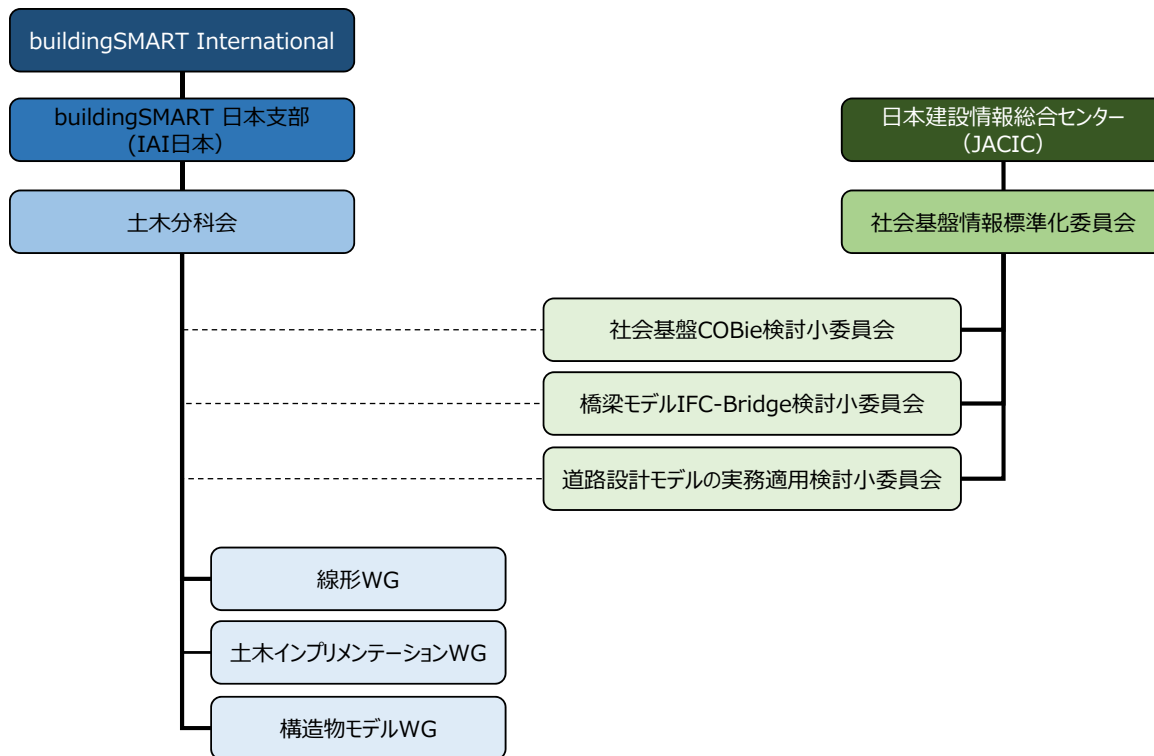 buildingSMART International
buildingSMART 日本支部
(IAI日本）
日本建設情報総合センター
（JACIC）
土木分科会
社会基盤情報標準化委員会
社会基盤COBie検討小委員会
橋梁モデルIFC-Bridge検討小委員会
道路設計モデルの実務適用検討小委員会
線形WG
土木インプリメンテーションWG
構造物モデルWG